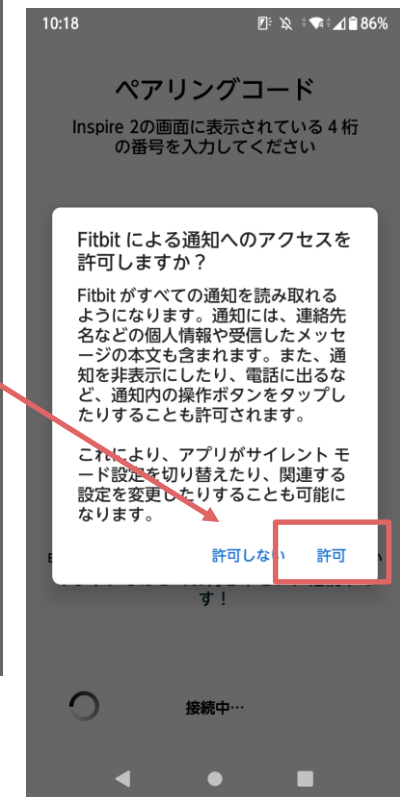 10:18
86%
ペアリングコード
Inspire 2の画面に表示されている 4 桁
の番号を入力してください
Fitbit による通知へのアクセスを
許可しますか？
Fitbit がすべての通知を読み取れる
ようになります。通知には、連絡先
名などの個人情報や受信したメッセ
ージの本文も含まれます。また、通
知を非表示にしたり、電話に出るな
ど、通知内の操作ボタンをタップし
たりすることも許可されます。
これにより、アプリがサイレント モ
ード設定を切り替えたり、関連する
設定を変更したりすることも可能に
なります。
許可しない
許可
す！
接続中…